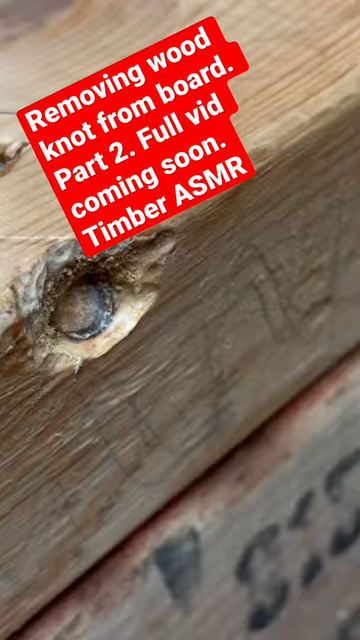 Removing wood
knot from board.
Part 2. Full vid
coming soon.
Timber ASMR